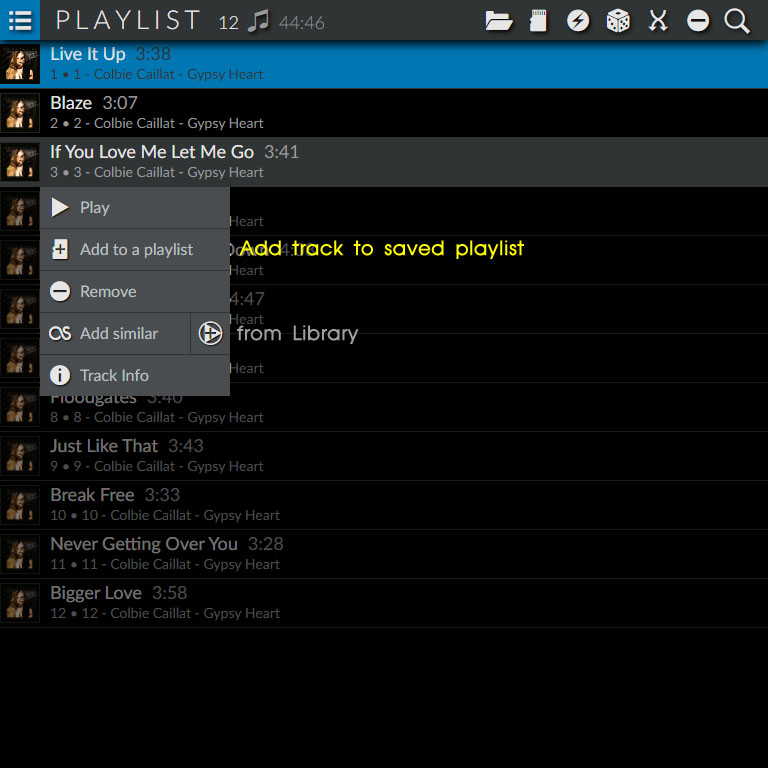 PLAYLIST 12 44:46
Live It Up 3:38
1 • 1 - Colbie Caillat - Gypsy Heart
Blaze 3:07
2 • 2 - Colbie Caillat - Gypsy Heart
If You Love Me Let Me Go 3:41
3 • 3 - Colbie Caillat - Gypsy Heart
Play
Heart
Add to a playlist
Add track to saved playlist
Heart
Remove
4:47
Heart
Add similar
from Library
Heart
Track Info
Floodgates 3:40
8 • 8 - Colbie Caillat - Gypsy Heart
Just Like That 3:43
9 • 9 - Colbie Caillat - Gypsy Heart
Break Free 3:33
10 • 10 - Colbie Caillat - Gypsy Heart
Never Getting Over You 3:28
11 • 11 - Colbie Caillat - Gypsy Heart
Bigger Love 3:58
12 • 12 - Colbie Caillat - Gypsy Heart